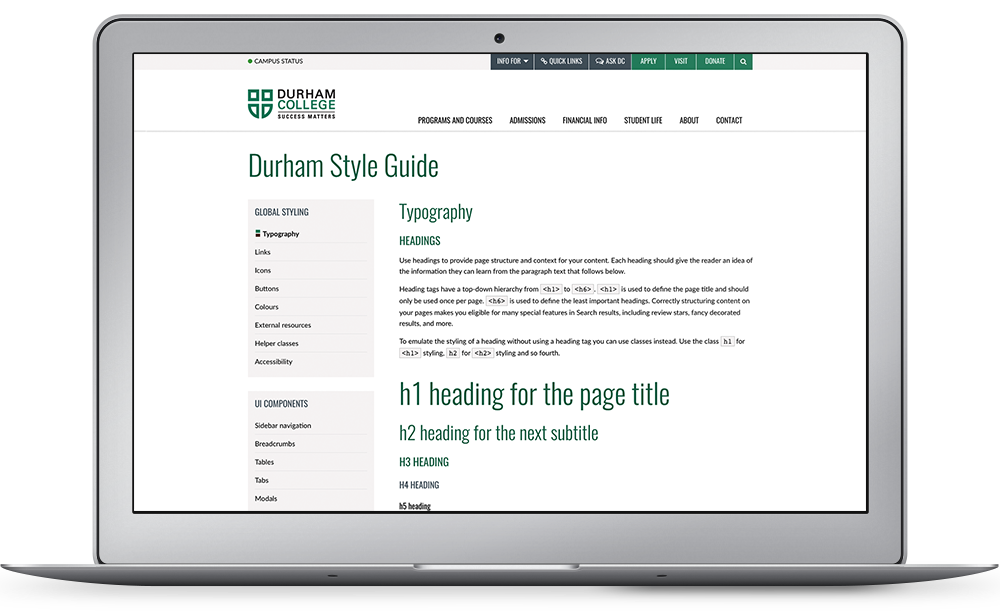 CAMPUS STATUS
INFO FOR QUICK LINKS ASK DC APPLY VISIT DONATE
DURHAM
COLLEGE
SUCCESS MATTERS
PROGRAMS AND COURSES ADMISSIONS FINANCIAL INFO STUDENT LIFE ABOUT CONTACT
Durham Style Guide
GLOBAL STYLING
Typography
Links
Icons
Buttons
Colours
External resources
Helper classes
Accessibility
UI COMPONENTS
Sidebar navigation
Breadcrumbs
Tables
Tabs
Modals
Typography
HEADINGS
Use headings to provide page structure and context for your content. Each heading should give the reader an idea of
the information they can learn from the paragraph text that follows below.
Heading tags have a top-down hierarchy from <h1> to <h6>. <h1> is used to define the page title and should
only be used once per page. <h6> is used to define the least important headings. Correctly structuring content on
your pages makes you eligible for many special features in Search results, including review stars, fancy decorated
results, and more.
To emulate the styling of a heading without using a heading tag you can use classes instead. Use the class h1 for
<h1> styling, h2 for <h2> styling and so fourth.
h1 heading for the page title
h2 heading for the next subtitle
H3 HEADING
H4 HEADING
h5 heading